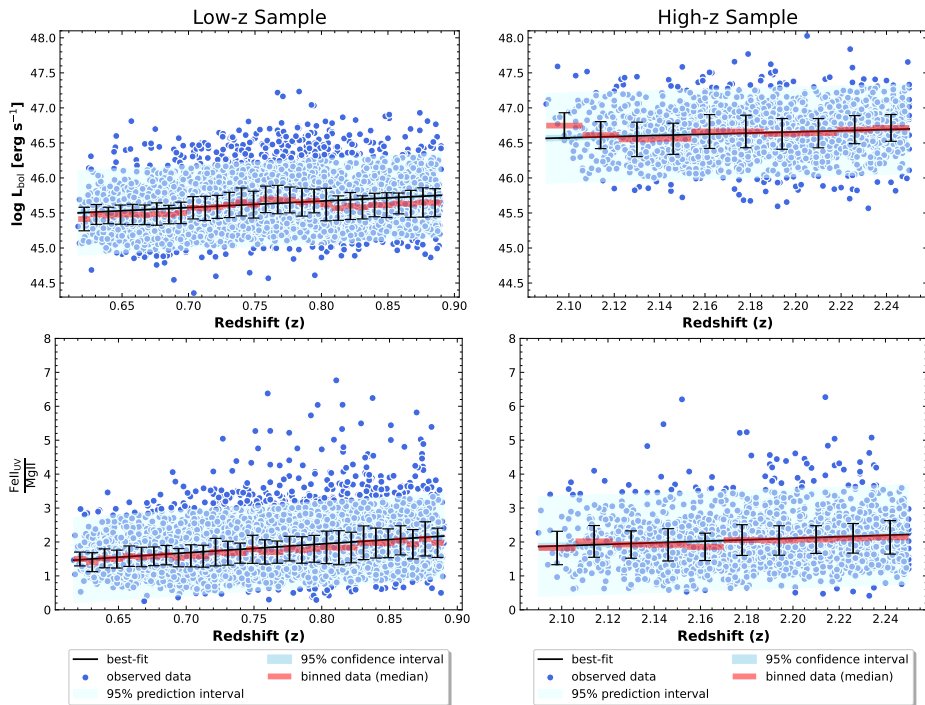 Low-z Sample
High-z Sample
48.0
47.5
47.0
46.5
46.0
45.5
45.0
44.5
log L_bol [erg s⁻¹]
0.65 0.70 0.75 0.80 0.85 0.90
Redshift (z)
48.0
47.5
47.0
46.5
46.0
45.5
45.0
44.5
2.10 2.12 2.14 2.16 2.18 2.20 2.22 2.24
Redshift (z)
8
7
6
5
4
3
2
1
0
FeII_UV
MgII
0.65 0.70 0.75 0.80 0.85 0.90
Redshift (z)
8
7
6
5
4
3
2
1
0
2.10 2.12 2.14 2.16 2.18 2.20 2.22 2.24
Redshift (z)
best-fit
observed data
95% prediction interval
95% confidence interval
binned data (median)
best-fit
observed data
95% prediction interval
95% confidence interval
binned data (median)